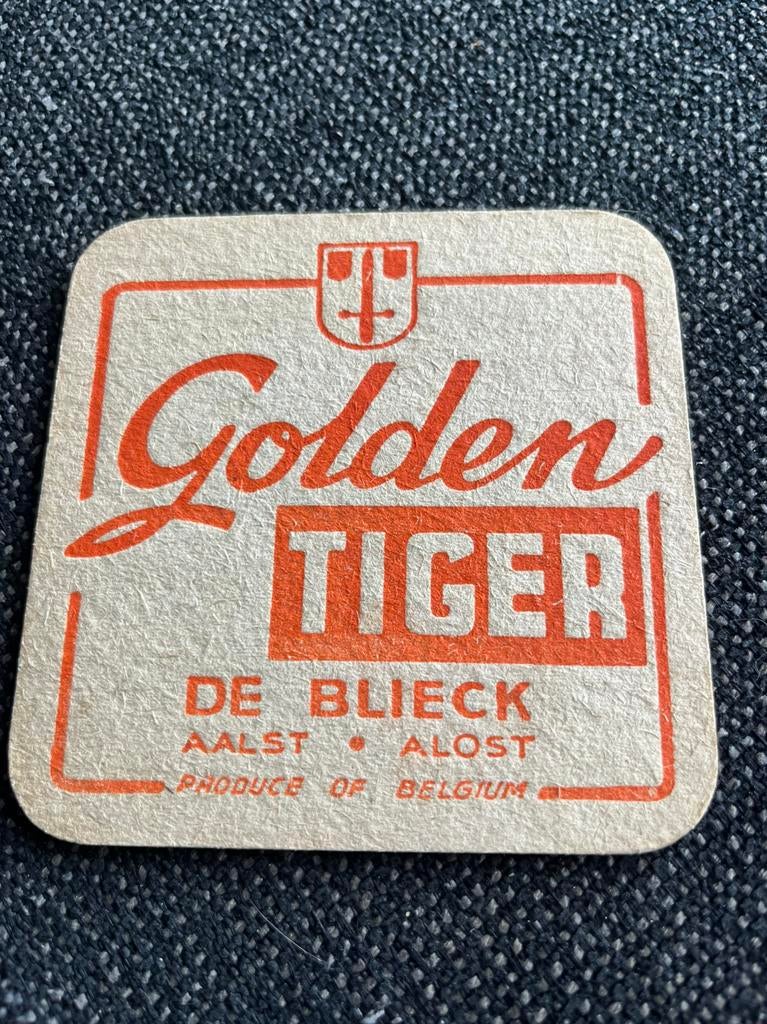 Golden
TIGER
DE BLIECK
AALST • ALOST
PRODUCE OF BELGIUM